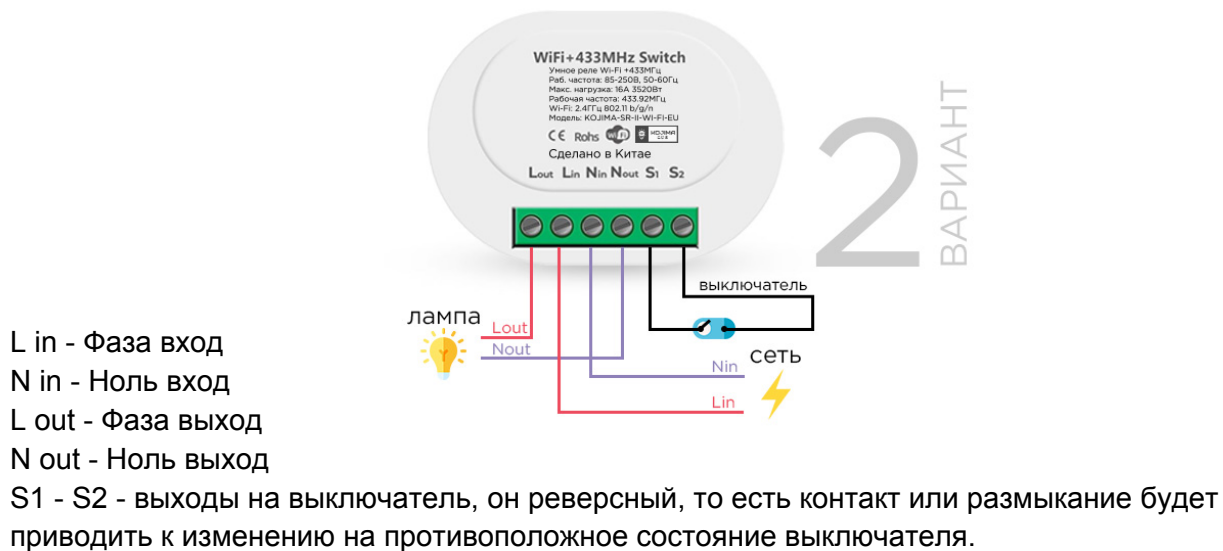 WiFi+433MHz Switch
Умное реле Wi-Fi +433МГц
Раб. частота: 85-250В, 50-60Гц
Макс. нагрузка: 16А 3520Вт
Рабочая частота: 433.92МГц
Wi-Fi: 2.4ГГц 802.11 b/g/n
Модель: KOJIMA-SR-II-WI-FI-EU
CE Rohs Wi Fi
Сделано в Китае
Lout Lin Nin Nout S1 S2
2
ВАРИАНТ
выключатель
лампа
Lout
Nout
сеть
Nin
Lin
L in - Фаза вход
N in - Ноль вход
L out - Фаза выход
N out - Ноль выход
S1 - S2 - выходы на выключатель, он реверсный, то есть контакт или размыкание будет
приводить к изменению на противоположное состояние выключателя.